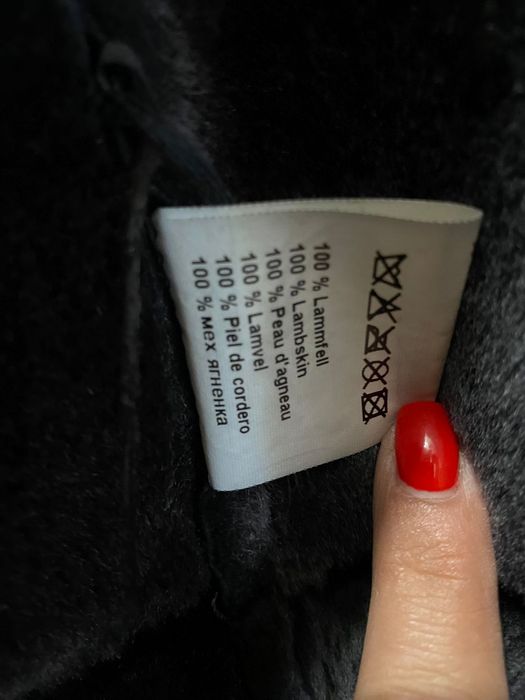 100 % Lammfell
100 % Lambskin
100 % Peau d'agneau
100 % Lamvel
100 % Piel de cordero
100 % мех ягненка